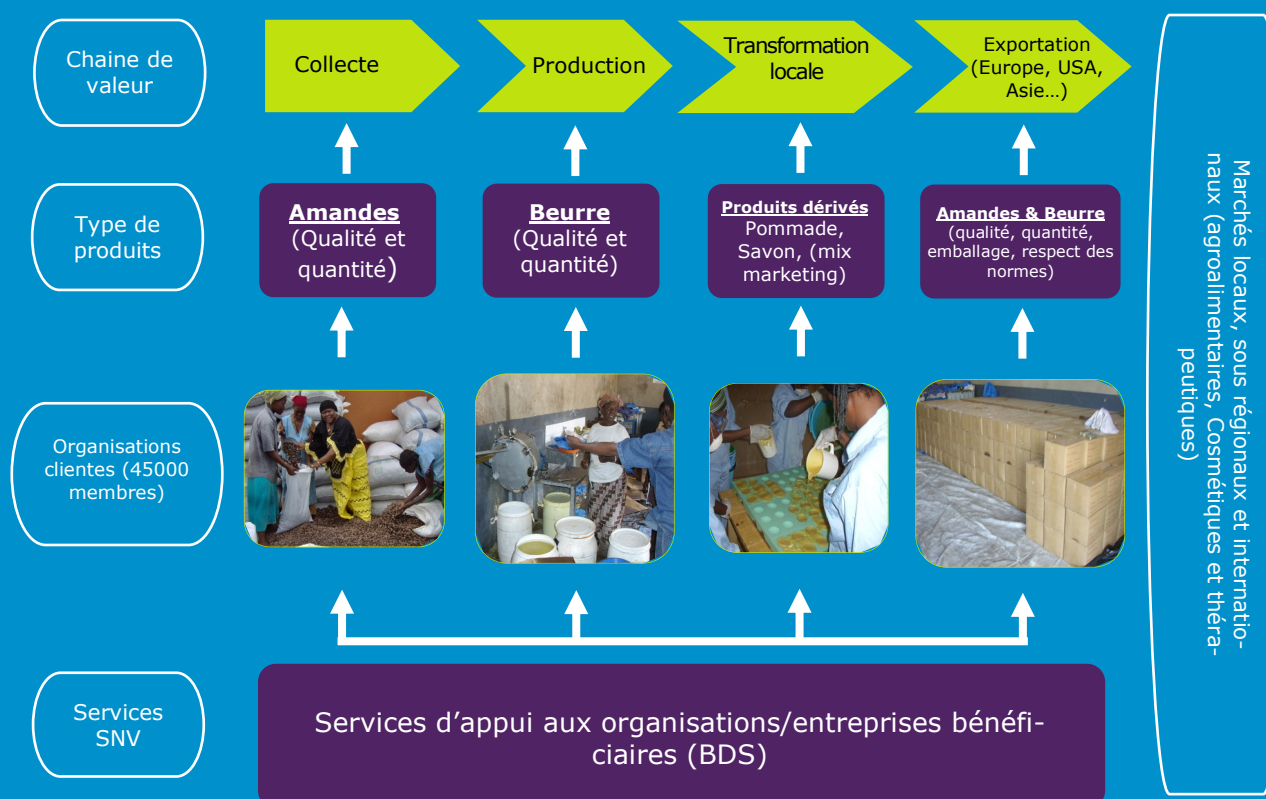 Chaine de
valeur
Collecte
Production
Transformation
locale
Exportation
(Europe, USA,
Asie…)
Type de
produits
Amandes
(Qualité et
quantité)
Beurre
(Qualité et
quantité)
Produits dérivés
Pommade,
Savon, (mix
marketing)
Amandes & Beurre
(qualité, quantité,
emballage, respect des
normes)
Organisations
clientes (45000
membres)
Services
SNV
Services d’appui aux organisations/entreprises bénéfi-
ciaires (BDS)
Marchés locaux, sous régionaux et internatio-
naux (agroalimentaires, Cosmétiques et théra-
peutiques)